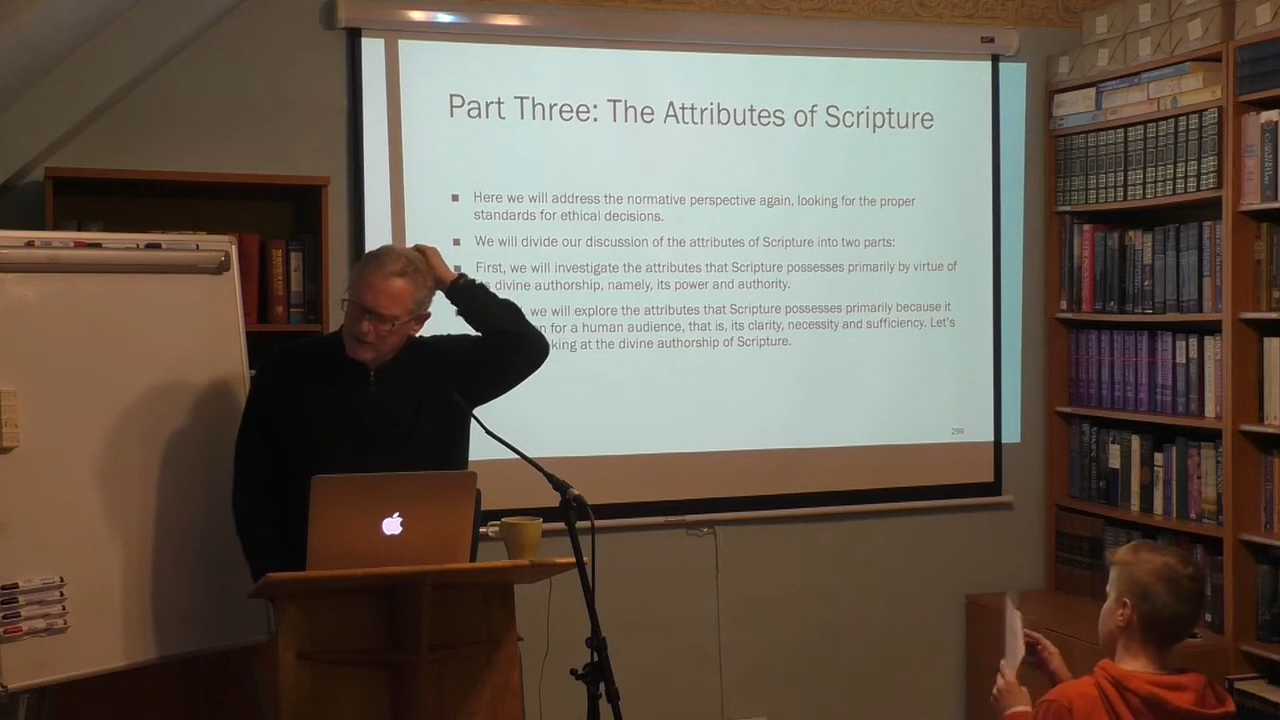 Part Three: The Attributes of Scripture
Here we will address the normative perspective again, looking for the proper
standards for ethical decisions.
We will divide our discussion of the attributes of Scripture into two parts:
First, we will investigate the attributes that Scripture possesses primarily by virtue of
divine authorship, namely, its power and authority.
we will explore the attributes that Scripture possesses primarily because it
for a human audience, that is, its clarity, necessity and sufficiency. Let's
at the divine authorship of Scripture.
299